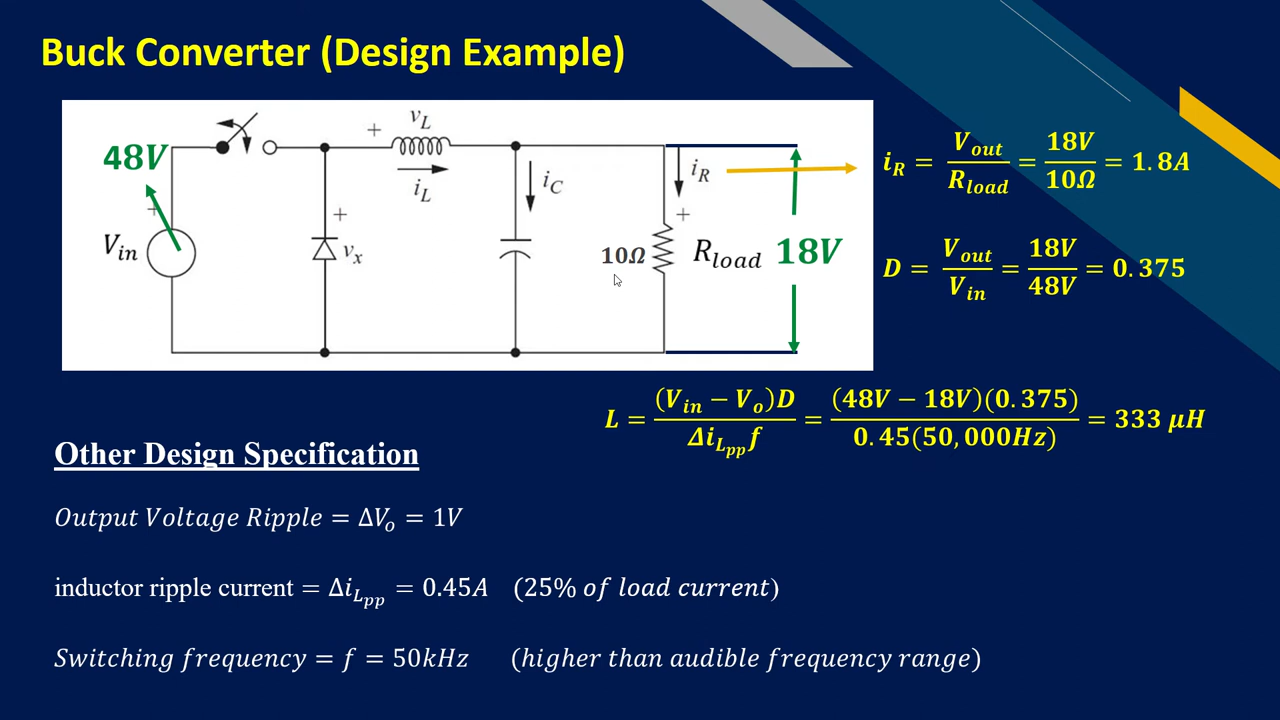 Buck Converter (Design Example)
48V
+ v_L
i_L
i_C
i_R
+
V_in
+
v_x
10Ω
+
R_load 18V
i_R = V_out / R_load = 18V / 10Ω = 1.8A
D = V_out / V_in = 18V / 48V = 0.375
L = (V_in − V_o)D / Δi_Lpp f = (48V − 18V)(0.375) / 0.45(50,000Hz) = 333 μH
Other Design Specification
Output Voltage Ripple = ΔV_o = 1V
inductor ripple current = Δi_Lpp = 0.45A (25% of load current)
Switching frequency = f = 50kHz (higher than audible frequency range)